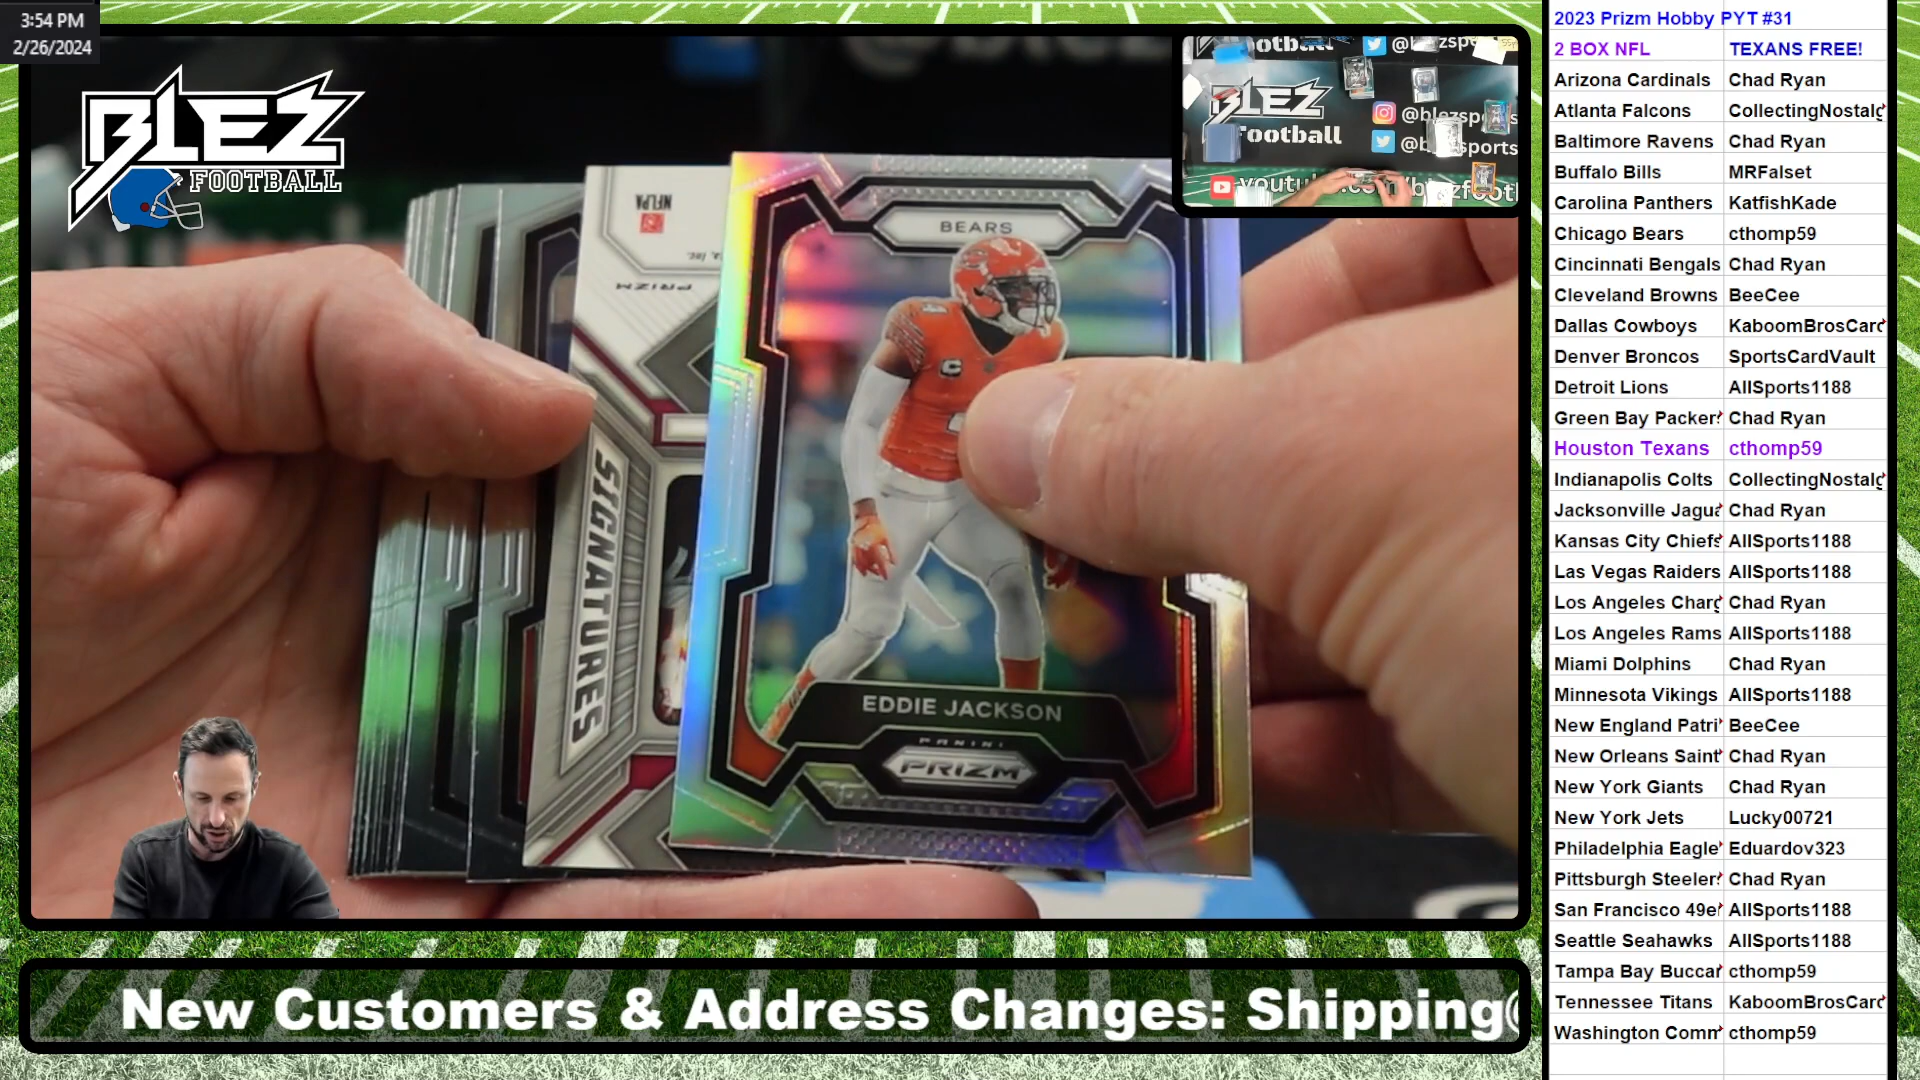 3:54 PM
2/26/2024
BLEZ
FOOTBALL
NFLPA
PRIZM
SIGNATURES
BEARS
C
EDDIE JACKSON
PANINI
PRIZM
BLEZ
Football
@blezsports
New Customers & Address Changes: Shipping@
2023 Prizm Hobby PYT #31
2 BOX NFL TEXANS FREE!
Arizona Cardinals Chad Ryan
Atlanta Falcons CollectingNostalg
Baltimore Ravens Chad Ryan
Buffalo Bills MRFalset
Carolina Panthers KatfishKade
Chicago Bears cthomp59
Cincinnati Bengals Chad Ryan
Cleveland Browns BeeCee
Dallas Cowboys KaboomBrosCard
Denver Broncos SportsCardVault
Detroit Lions AllSports1188
Green Bay Packers Chad Ryan
Houston Texans cthomp59
Indianapolis Colts CollectingNostalg
Jacksonville Jagua Chad Ryan
Kansas City Chiefs AllSports1188
Las Vegas Raiders AllSports1188
Los Angeles Charg Chad Ryan
Los Angeles Rams AllSports1188
Miami Dolphins Chad Ryan
Minnesota Vikings AllSports1188
New England Patri BeeCee
New Orleans Saint Chad Ryan
New York Giants Chad Ryan
New York Jets Lucky00721
Philadelphia Eagle Eduardov323
Pittsburgh Steelers Chad Ryan
San Francisco 49er AllSports1188
Seattle Seahawks AllSports1188
Tampa Bay Buccan cthomp59
Tennessee Titans KaboomBrosCard
Washington Comm cthomp59